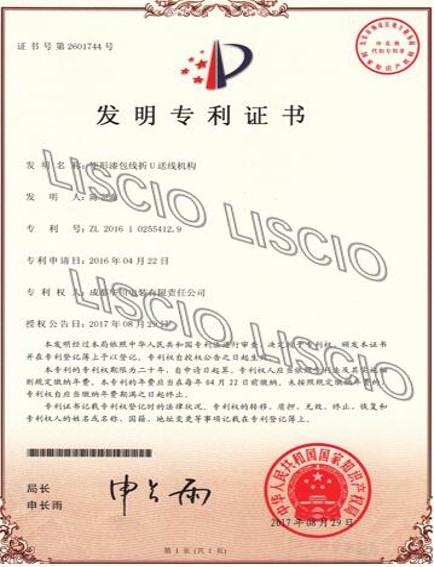 证书号第2601744号
发明专利证书
发 明 名 称：矩形漆包线折U送线机构
发 明 人：
专 利 号：ZL 2016 1 0255412.9
专利申请日：2016年04月22日
专 利 权 人：成都 电装有限责任公司
授权公告日：2017年08月29日
LISCIO
LISCIO
LISCIO
LISCIO
本发明经过本局依照中华人民共和国专利法进行审查，决定授予专利权，颁发本证书
并在专利登记簿上予以登记。专利权自授权公告之日起生效。
本专利的专利权期限为二十年，自申请日起算。专利权人应当依照专利法及其实施细
则规定缴纳年费。本专利的年费应当在每年04月22日前缴纳。未按照规定缴纳年费的，
专利权自应当缴纳年费期满之日起终止。
专利证书记载专利权登记时的法律状况。专利权的转移、质押、无效、终止、恢复和
专利权人的姓名或名称、国籍、地址变更等事项记载在专利登记簿上。
局长
申长雨
申长雨
中华人民共和国国家知识产权局
2017年08月29日
第 1 页（共 1 页）